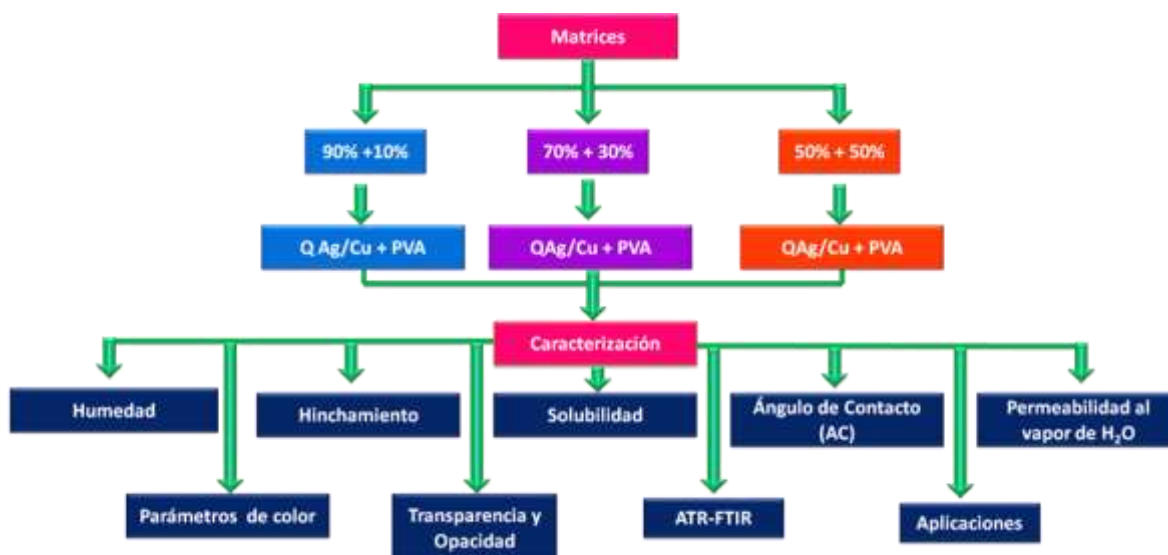 Matrices
90% +10%
70% + 30%
50% + 50%
Q Ag/Cu + PVA
QAg/Cu + PVA
QAg/Cu + PVA
Caracterización
Humedad
Hinchamiento
Solubilidad
Ángulo de Contacto
(AC)
Permeabilidad al
vapor de H₂O
Parámetros de color
Transparencia y
Opacidad
ATR-FTIR
Aplicaciones